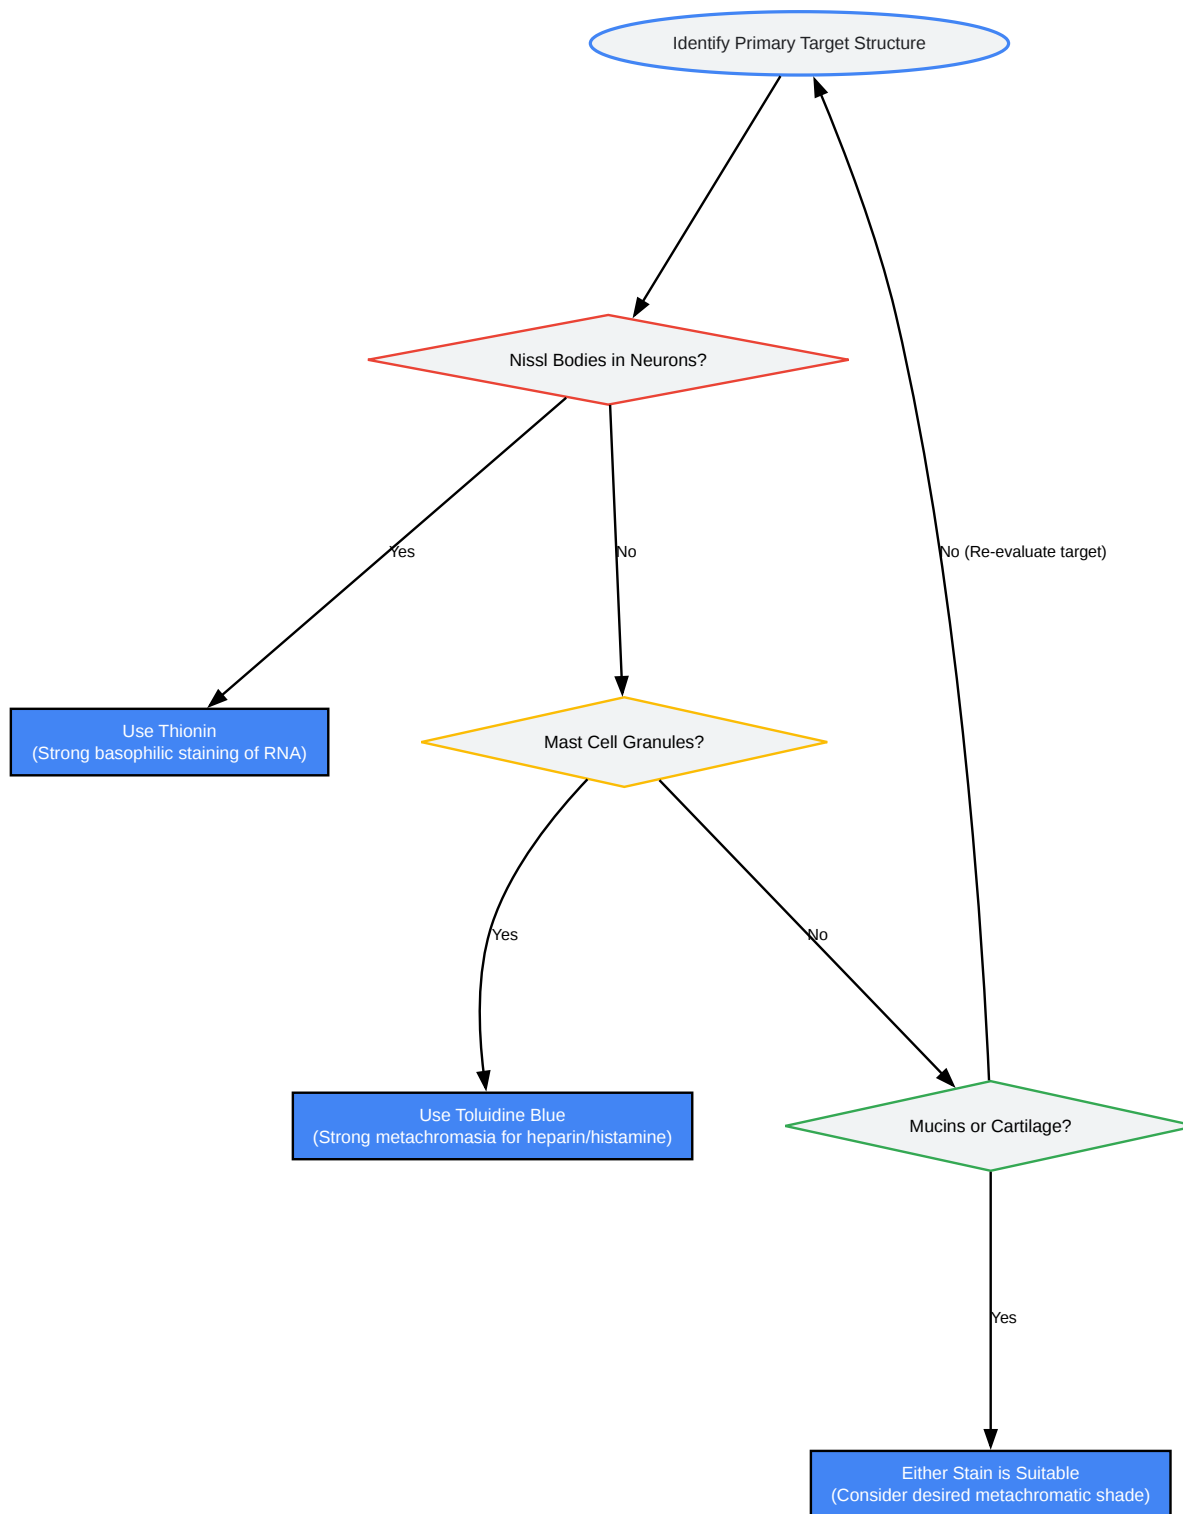 Identify Primary Target Structure
Nissl Bodies in Neurons?
Yes
No
No (Re-evaluate target)
Use Thionin
(Strong basophilic staining of RNA)
Mast Cell Granules?
Yes
No
Use Toluidine Blue
(Strong metachromasia for heparin/histamine)
Mucins or Cartilage?
Yes
Either Stain is Suitable
(Consider desired metachromatic shade)